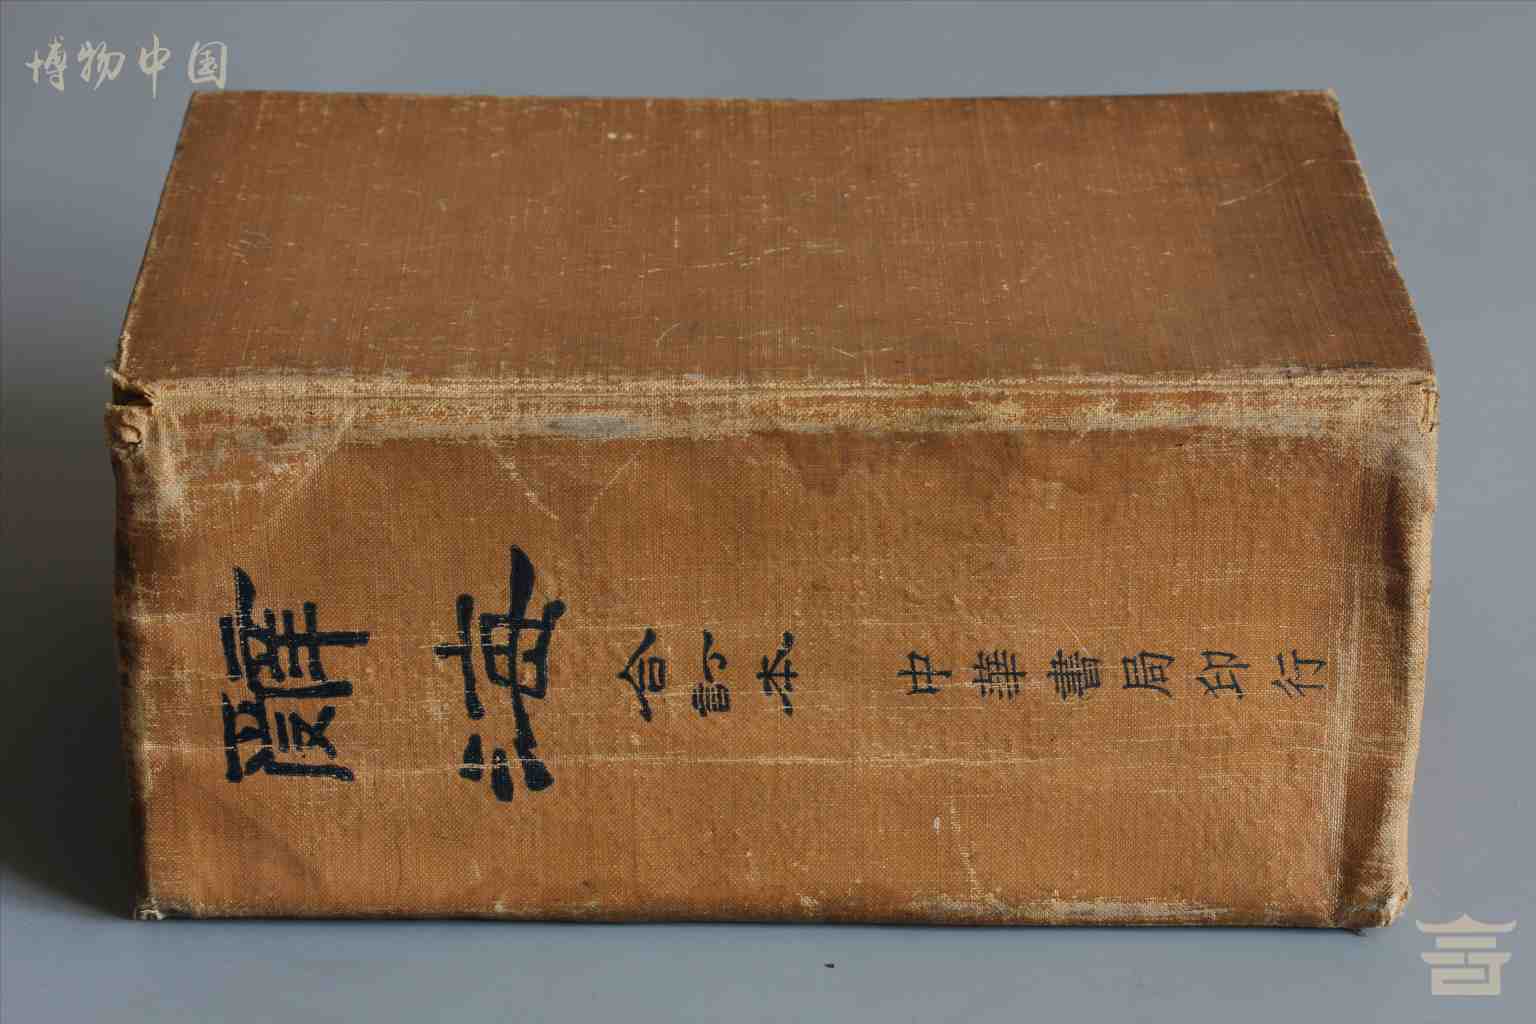 博物中国
辭海
合訂本
中華書局印行